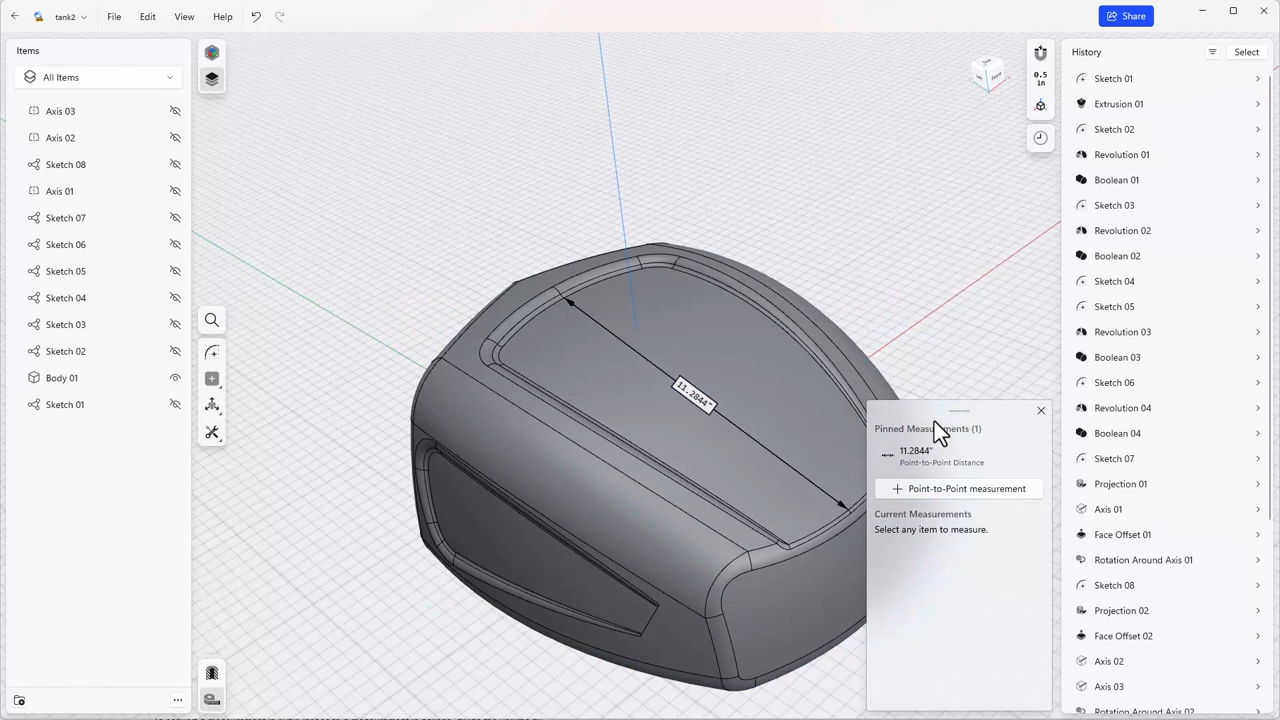 tank2
File
Edit
View
Help
Share
Items
All Items
Axis 03
Axis 02
Sketch 08
Axis 01
Sketch 07
Sketch 06
Sketch 05
Sketch 04
Sketch 03
Sketch 02
Body 01
Sketch 01
0.5
in
11.2844"
Pinned Measurements (1)
11.2844"
Point-to-Point Distance
Point-to-Point measurement
Current Measurements
Select any item to measure.
History
Select
Sketch 01
Extrusion 01
Sketch 02
Revolution 01
Boolean 01
Sketch 03
Revolution 02
Boolean 02
Sketch 04
Sketch 05
Revolution 03
Boolean 03
Sketch 06
Revolution 04
Boolean 04
Sketch 07
Projection 01
Axis 01
Face Offset 01
Rotation Around Axis 01
Sketch 08
Projection 02
Face Offset 02
Axis 02
Axis 03
Rotation Around Axis 02